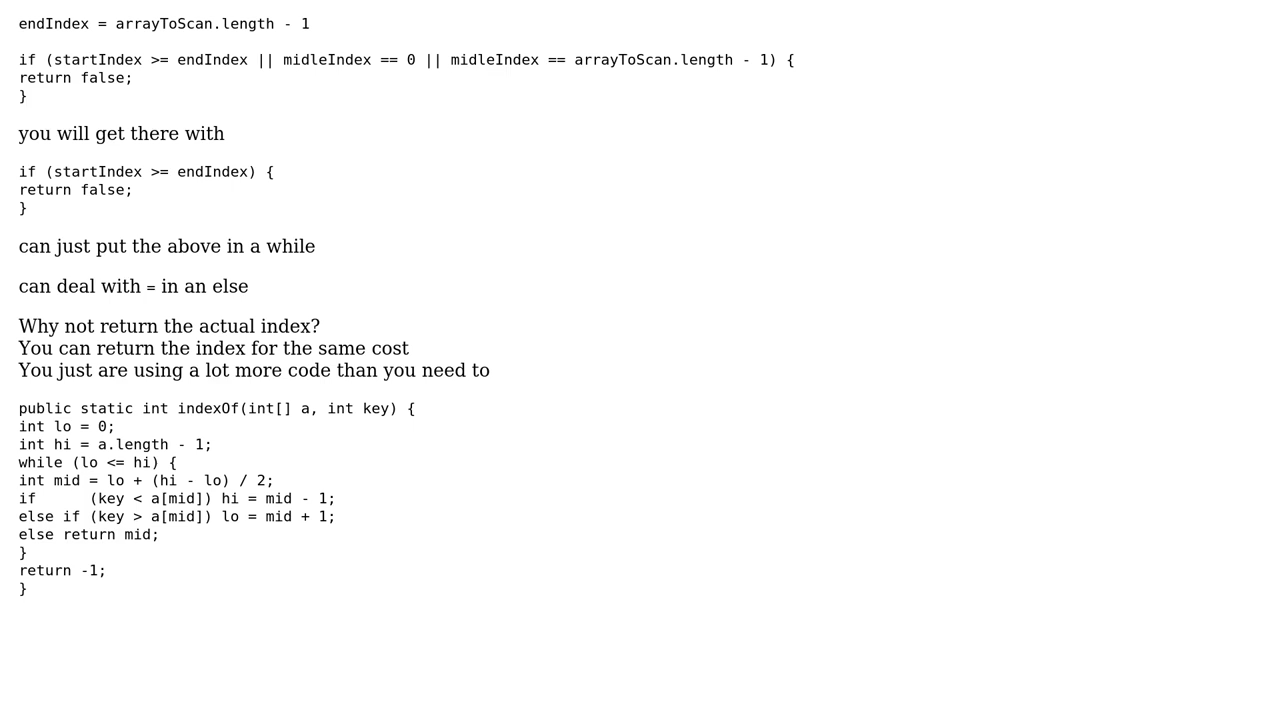 endIndex = arrayToScan.length - 1
if (startIndex >= endIndex || midleIndex == 0 || midleIndex == arrayToScan.length - 1) {
return false;
}
you will get there with
if (startIndex >= endIndex) {
return false;
}
can just put the above in a while
can deal with = in an else
Why not return the actual index?
You can return the index for the same cost
You just are using a lot more code than you need to
public static int indexOf(int[] a, int key) {
int lo = 0;
int hi = a.length - 1;
while (lo <= hi) {
int mid = lo + (hi - lo) / 2;
if      (key < a[mid]) hi = mid - 1;
else if (key > a[mid]) lo = mid + 1;
else return mid;
}
return -1;
}